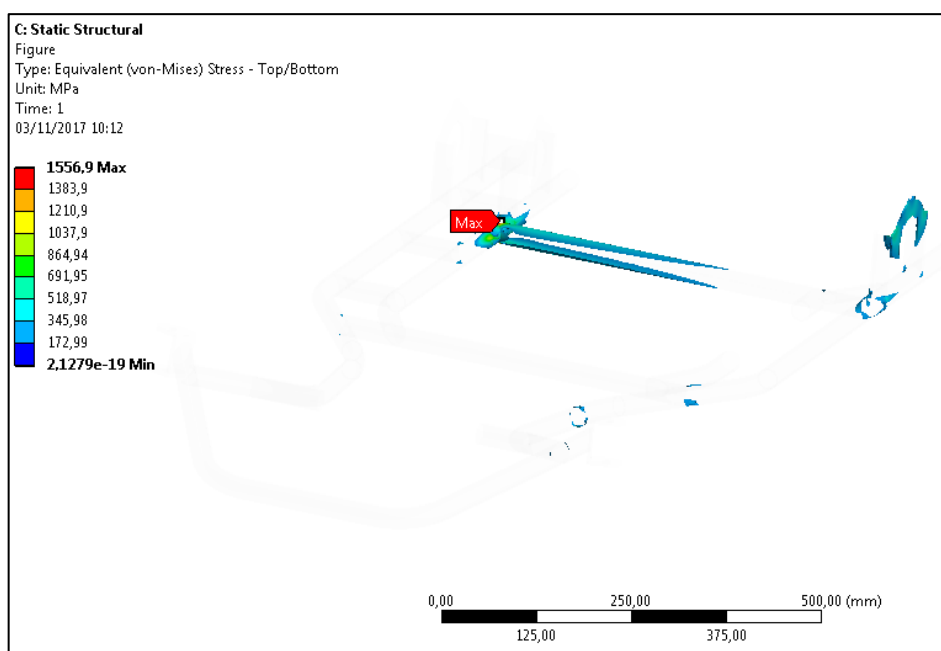 C: Static Structural
Figure
Type: Equivalent (von-Mises) Stress - Top/Bottom
Unit: MPa
Time: 1
03/11/2017 10:12
1556,9 Max
1383,9
1210,9
1037,9
864,94
691,95
518,97
345,98
172,99
2,1279e-19 Min
Max
0,00 250,00 500,00 (mm)
125,00 375,00